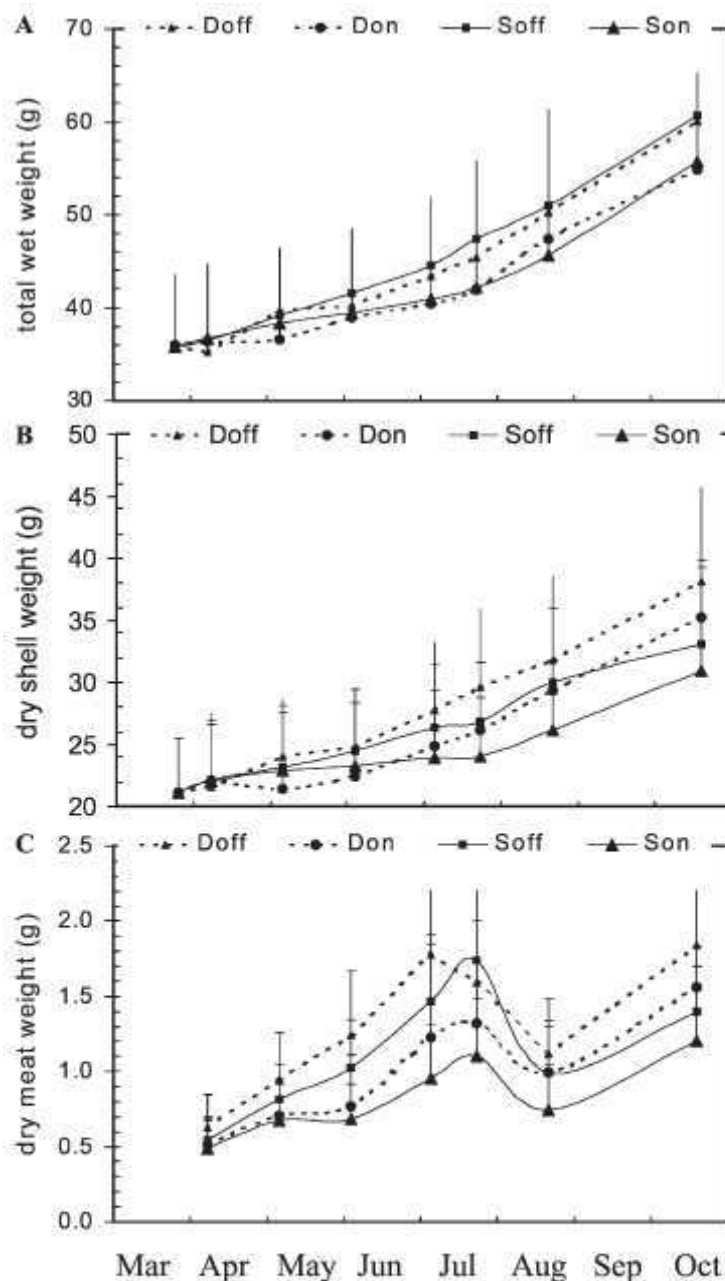 A
Doff Don Soff Son
70
60
50
40
30
total wet weight (g)
B
Doff Don Soff Son
50
45
40
35
30
25
20
dry shell weight (g)
C
Doff Don Soff Son
2.5
2.0
1.5
1.0
0.5
0.0
dry meat weight (g)
Mar Apr May Jun Jul Aug Sep Oct